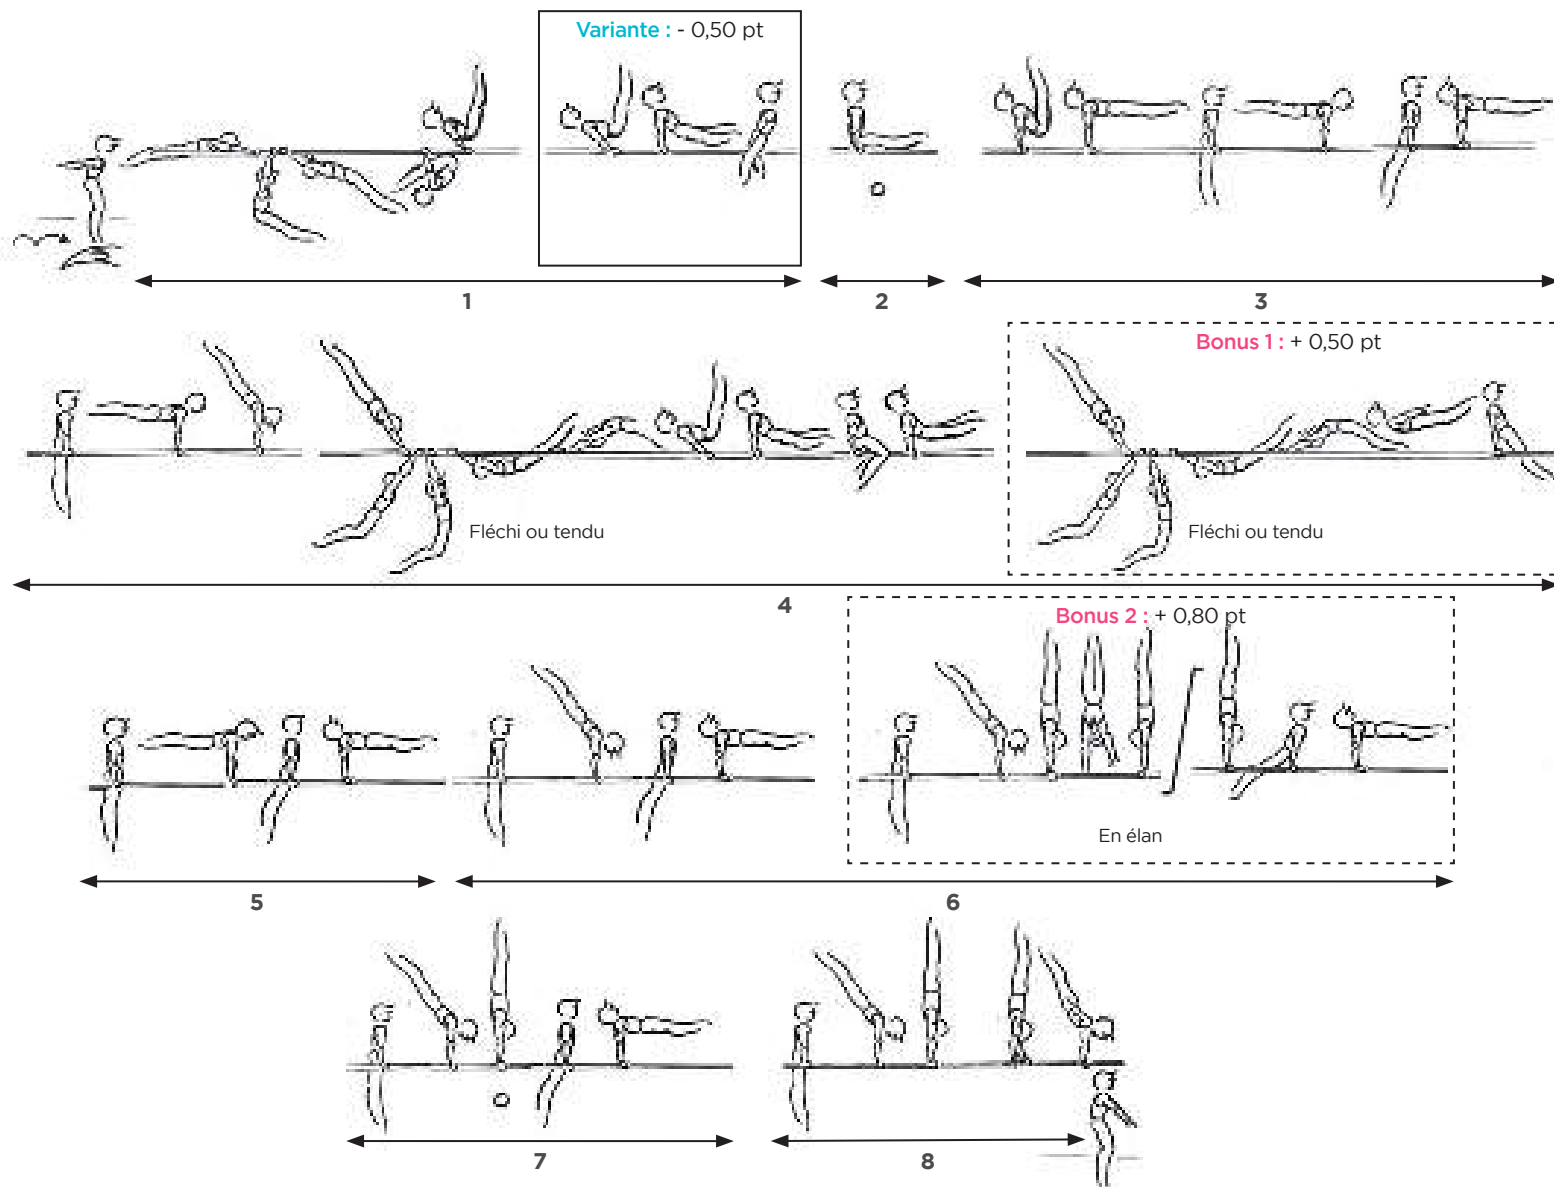 Variante : - 0,50 pt
1
2
3
Bonus 1 : + 0,50 pt
Fléchi ou tendu
Fléchi ou tendu
4
Bonus 2 : + 0,80 pt
En élan
5
6
7
8